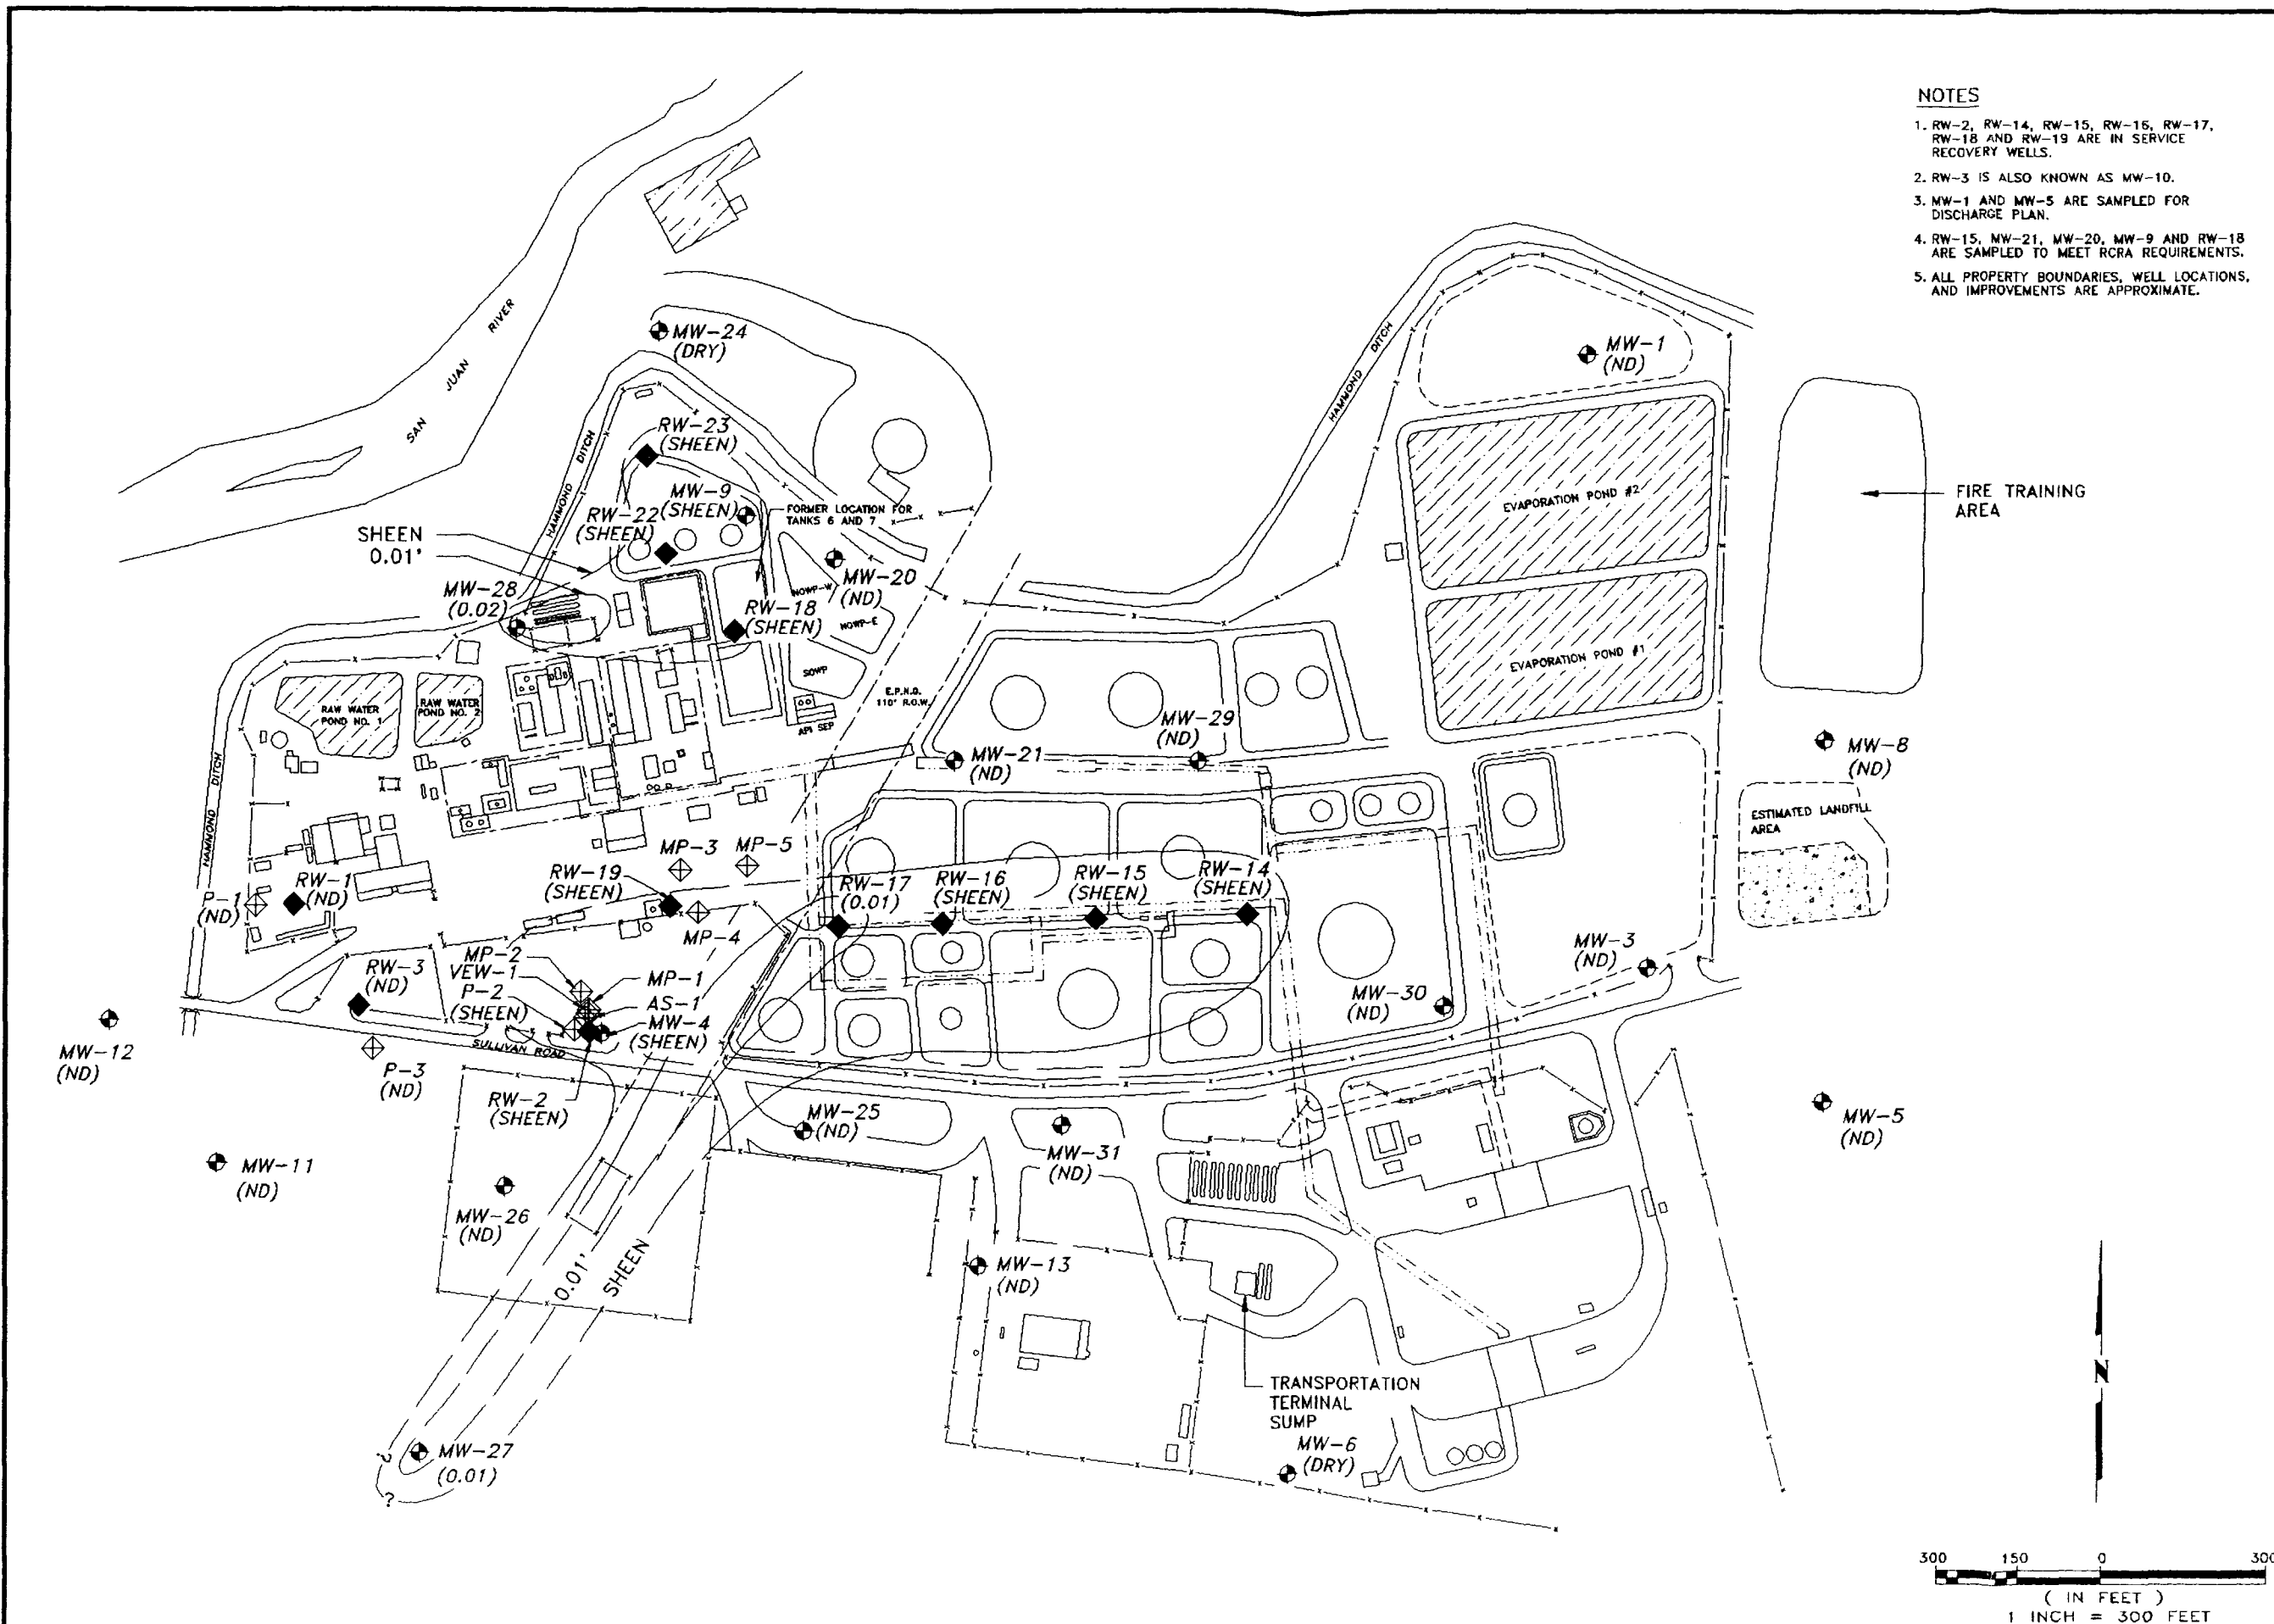 NOTES
1. RW-2, RW-14, RW-15, RW-16, RW-17,
RW-18 AND RW-19 ARE IN SERVICE
RECOVERY WELLS.
2. RW-3 IS ALSO KNOWN AS MW-10.
3. MW-1 AND MW-5 ARE SAMPLED FOR
DISCHARGE PLAN.
4. RW-15, MW-21, MW-20, MW-9 AND RW-18
ARE SAMPLED TO MEET RCRA REQUIREMENTS.
5. ALL PROPERTY BOUNDARIES, WELL LOCATIONS,
AND IMPROVEMENTS ARE APPROXIMATE.
SAN JUAN RIVER
MW-24
(DRY)
HAMMOND DITCH
MW-1
(ND)
HAMMOND DITCH
RW-23
(SHEEN)
MW-9
(SHEEN)
FORMER LOCATION FOR
TANKS 6 AND 7
RW-22
(SHEEN)
SHEEN
0.01'
EVAPORATION POND #2
FIRE TRAINING
AREA
MW-28
(0.02)
MW-20
(ND)
NOWP-W
NOWP-E
RW-18
(SHEEN)
SOWP
EVAPORATION POND #1
RAW WATER
POND NO. 1
RAW WATER
POND NO. 2
E.P.N.G.
110' R.O.W.
API SEP
MW-29
(ND)
MW-21
(ND)
MW-8
(ND)
HAMMOND DITCH
ESTIMATED LANDFILL
AREA
MP-3
MP-5
RW-19
(SHEEN)
RW-17
(0.01)
RW-16
(SHEEN)
RW-15
(SHEEN)
RW-14
(SHEEN)
P-1
(ND)
RW-1
(ND)
MP-4
MW-3
(ND)
MP-2
VEW-1
P-2
(SHEEN)
MP-1
AS-1
MW-4
(SHEEN)
RW-3
(ND)
MW-30
(ND)
SULLIVAN ROAD
MW-12
(ND)
P-3
(ND)
RW-2
(SHEEN)
MW-25
(ND)
MW-31
(ND)
MW-5
(ND)
MW-11
(ND)
MW-26
(ND)
0.01'
SHEEN
MW-13
(ND)
TRANSPORTATION
TERMINAL
SUMP
N
MW-27
(0.01)
?
?
MW-6
(DRY)
300 150 0 300
( IN FEET )
1 INCH = 300 FEET